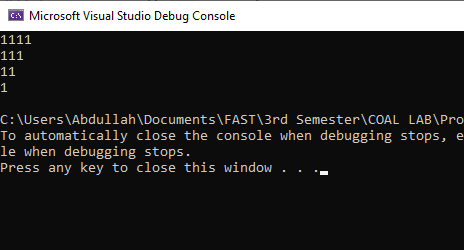 Microsoft Visual Studio Debug Console
1111
111
11
1
C:\Users\Abdullah\Documents\FAST\3rd Semester\COAL LAB\Pro
To automatically close the console when debugging stops, e
le when debugging stops.
Press any key to close this window . . .